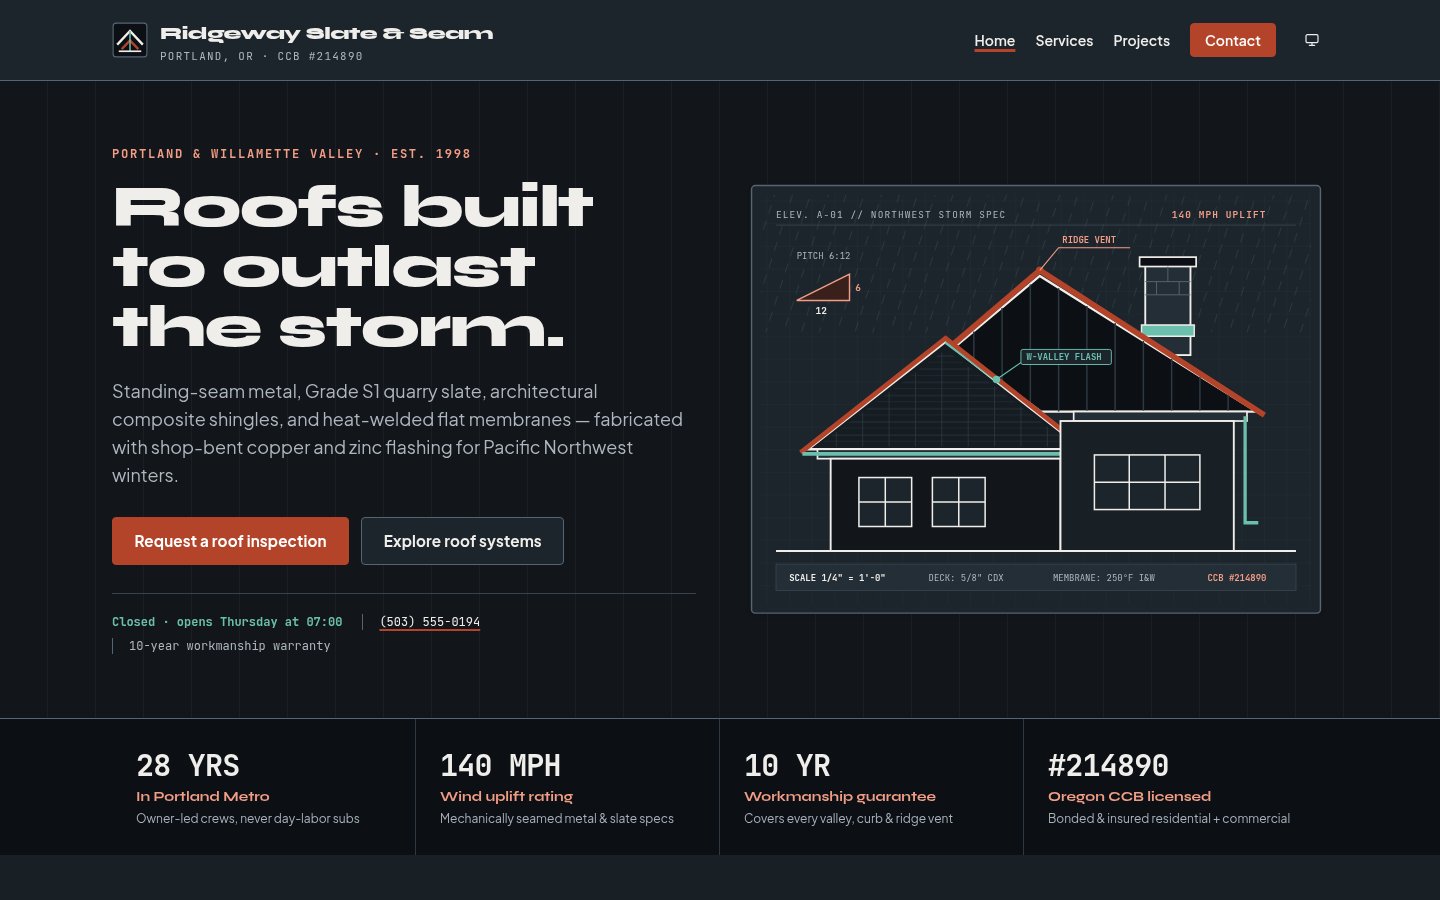 Ridgeway Slate & Seam
PORTLAND, OR · CCB #214890
Home
Services
Projects
Contact
PORTLAND & WILLAMETTE VALLEY · EST. 1998
Roofs built
to outlast
the storm.
Standing-seam metal, Grade S1 quarry slate, architectural
composite shingles, and heat-welded flat membranes — fabricated
with shop-bent copper and zinc flashing for Pacific Northwest
winters.
Request a roof inspection
Explore roof systems
Closed · opens Thursday at 07:00
(503) 555-0194
10-year workmanship warranty
ELEV. A-01 // NORTHWEST STORM SPEC
140 MPH UPLIFT
RIDGE VENT
PITCH 6:12
6
12
W-VALLEY FLASH
SCALE 1/4" = 1'-0"
DECK: 5/8" CDX
MEMBRANE: 250°F I&W
CCB #214890
28 YRS
In Portland Metro
Owner-led crews, never day-labor subs
140 MPH
Wind uplift rating
Mechanically seamed metal & slate specs
10 YR
Workmanship guarantee
Covers every valley, curb & ridge vent
#214890
Oregon CCB licensed
Bonded & insured residential + commercial